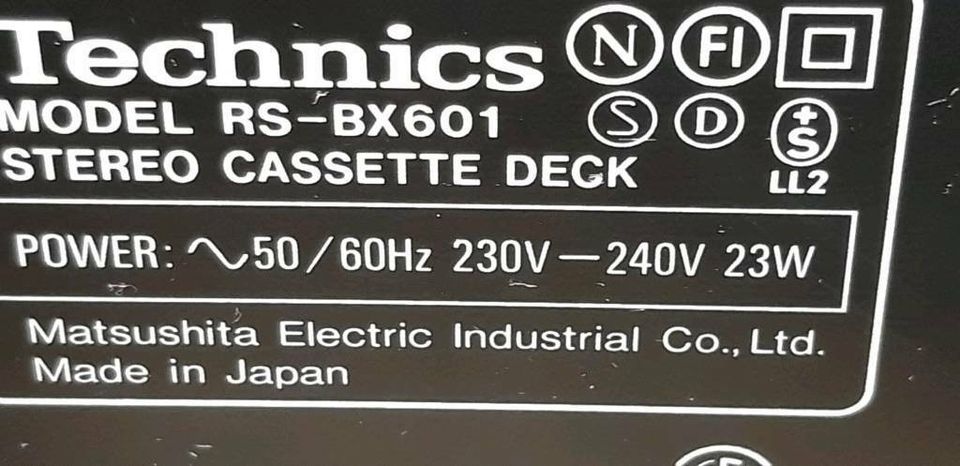 Technics N FI
MODEL RS-BX601 S D +S
STEREO CASSETTE DECK LL2
POWER: ∿50/60Hz 230V—240V 23W
Matsushita Electric Industrial Co., Ltd.
Made in Japan